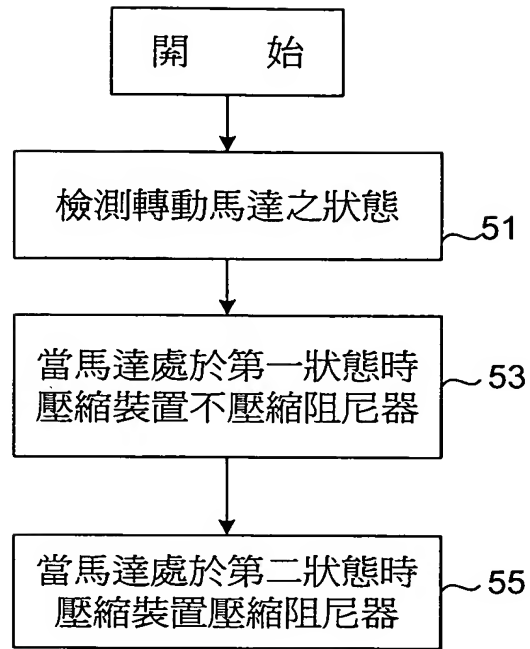 開 始
檢測轉動馬達之狀態
51
當馬達處於第一狀態時
壓縮裝置不壓縮阻尼器
53
當馬達處於第二狀態時
壓縮裝置壓縮阻尼器
55